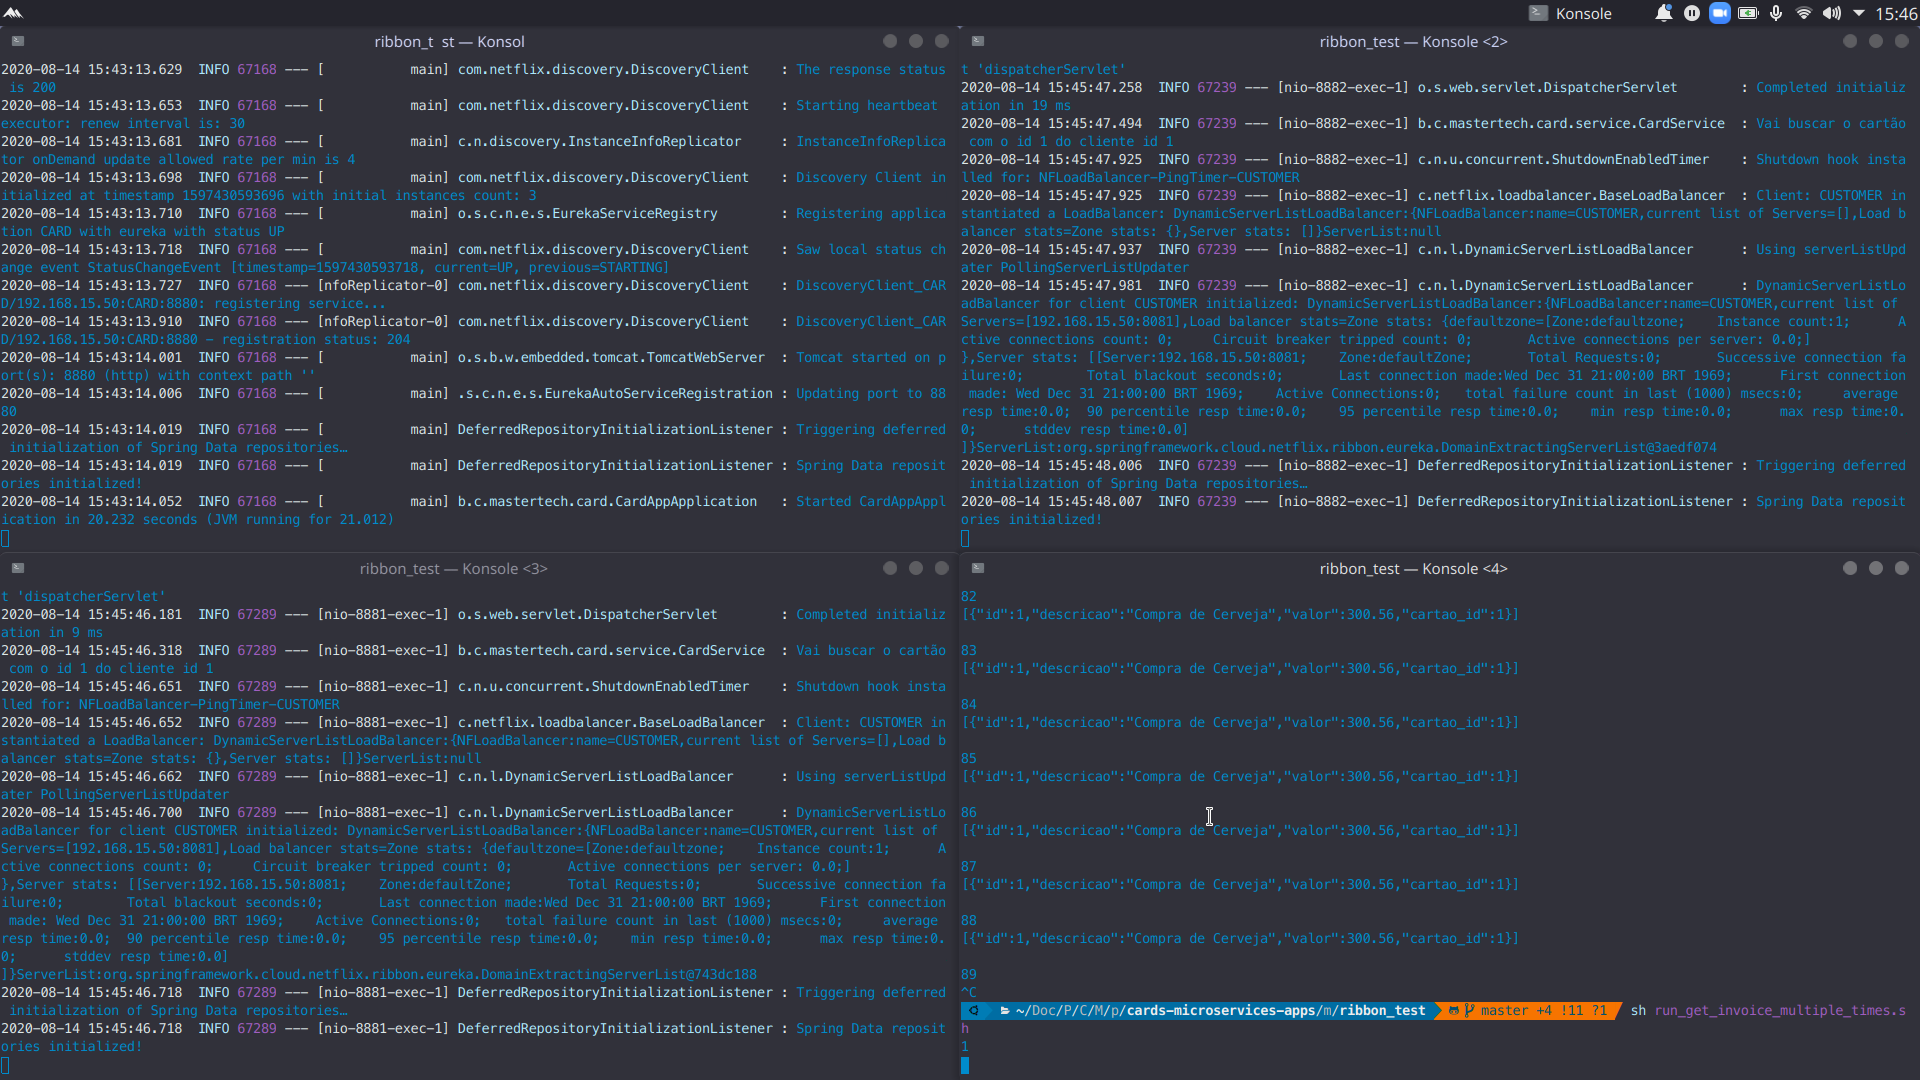 Konsole
15:46
ribbon_t st — Konsol
2020-08-14 15:43:13.629  INFO 67168 --- [           main] com.netflix.discovery.DiscoveryClient    : The response status
 is 200
2020-08-14 15:43:13.653  INFO 67168 --- [           main] com.netflix.discovery.DiscoveryClient    : Starting heartbeat
executor: renew interval is: 30
2020-08-14 15:43:13.681  INFO 67168 --- [           main] c.n.discovery.InstanceInfoReplicator     : InstanceInfoReplica
tor onDemand update allowed rate per min is 4
2020-08-14 15:43:13.698  INFO 67168 --- [           main] com.netflix.discovery.DiscoveryClient    : Discovery Client in
itialized at timestamp 1597430593696 with initial instances count: 3
2020-08-14 15:43:13.710  INFO 67168 --- [           main] o.s.c.n.e.s.EurekaServiceRegistry        : Registering applica
tion CARD with eureka with status UP
2020-08-14 15:43:13.718  INFO 67168 --- [           main] com.netflix.discovery.DiscoveryClient    : Saw local status ch
ange event StatusChangeEvent [timestamp=1597430593718, current=UP, previous=STARTING]
2020-08-14 15:43:13.727  INFO 67168 --- [nfoReplicator-0] com.netflix.discovery.DiscoveryClient    : DiscoveryClient_CAR
D/192.168.15.50:CARD:8880: registering service...
2020-08-14 15:43:13.910  INFO 67168 --- [nfoReplicator-0] com.netflix.discovery.DiscoveryClient    : DiscoveryClient_CAR
D/192.168.15.50:CARD:8880 - registration status: 204
2020-08-14 15:43:14.001  INFO 67168 --- [           main] o.s.b.w.embedded.tomcat.TomcatWebServer  : Tomcat started on p
ort(s): 8880 (http) with context path ''
2020-08-14 15:43:14.006  INFO 67168 --- [           main] .s.c.n.e.s.EurekaAutoServiceRegistration : Updating port to 88
80
2020-08-14 15:43:14.019  INFO 67168 --- [           main] DeferredRepositoryInitializationListener : Triggering deferred
 initialization of Spring Data repositories…
2020-08-14 15:43:14.019  INFO 67168 --- [           main] DeferredRepositoryInitializationListener : Spring Data reposit
ories initialized!
2020-08-14 15:43:14.052  INFO 67168 --- [           main] b.c.mastertech.card.CardAppApplication   : Started CardAppAppl
ication in 20.232 seconds (JVM running for 21.012)
ribbon_test — Konsole <2>
t 'dispatcherServlet'
2020-08-14 15:45:47.258  INFO 67239 --- [nio-8882-exec-1] o.s.web.servlet.DispatcherServlet        : Completed initializ
ation in 19 ms
2020-08-14 15:45:47.494  INFO 67239 --- [nio-8882-exec-1] b.c.mastertech.card.service.CardService  : Vai buscar o cartão
 com o id 1 do cliente id 1
2020-08-14 15:45:47.925  INFO 67239 --- [nio-8882-exec-1] c.n.u.concurrent.ShutdownEnabledTimer    : Shutdown hook insta
lled for: NFLoadBalancer-PingTimer-CUSTOMER
2020-08-14 15:45:47.925  INFO 67239 --- [nio-8882-exec-1] c.netflix.loadbalancer.BaseLoadBalancer  : Client: CUSTOMER in
stantiated a LoadBalancer: DynamicServerListLoadBalancer:{NFLoadBalancer:name=CUSTOMER,current list of Servers=[],Load b
alancer stats=Zone stats: {},Server stats: []}ServerList:null
2020-08-14 15:45:47.937  INFO 67239 --- [nio-8882-exec-1] c.n.l.DynamicServerListLoadBalancer      : Using serverListUpd
ater PollingServerListUpdater
2020-08-14 15:45:47.981  INFO 67239 --- [nio-8882-exec-1] c.n.l.DynamicServerListLoadBalancer      : DynamicServerListLo
adBalancer for client CUSTOMER initialized: DynamicServerListLoadBalancer:{NFLoadBalancer:name=CUSTOMER,current list of
Servers=[192.168.15.50:8081],Load balancer stats=Zone stats: {defaultzone=[Zone:defaultzone;    Instance count:1;      A
ctive connections count: 0;     Circuit breaker tripped count: 0;       Active connections per server: 0.0;]
},Server stats: [[Server:192.168.15.50:8081;     Zone:defaultZone;       Total Requests:0;       Successive connection fa
ilure:0;        Total blackout seconds:0;       Last connection made:Wed Dec 31 21:00:00 BRT 1969;      First connection
 made: Wed Dec 31 21:00:00 BRT 1969;    Active Connections:0;   total failure count in last (1000) msecs:0;     average
resp time:0.0;  90 percentile resp time:0.0;    95 percentile resp time:0.0;    min resp time:0.0;      max resp time:0.
0;      stddev resp time:0.0]
]}ServerList:org.springframework.cloud.netflix.ribbon.eureka.DomainExtractingServerList@3aedf074
2020-08-14 15:45:48.006  INFO 67239 --- [nio-8882-exec-1] DeferredRepositoryInitializationListener : Triggering deferred
 initialization of Spring Data repositories…
2020-08-14 15:45:48.007  INFO 67239 --- [nio-8882-exec-1] DeferredRepositoryInitializationListener : Spring Data reposit
ories initialized!
ribbon_test — Konsole <3>
t 'dispatcherServlet'
2020-08-14 15:45:46.181  INFO 67289 --- [nio-8881-exec-1] o.s.web.servlet.DispatcherServlet        : Completed initializ
ation in 9 ms
2020-08-14 15:45:46.318  INFO 67289 --- [nio-8881-exec-1] b.c.mastertech.card.service.CardService  : Vai buscar o cartão
 com o id 1 do cliente id 1
2020-08-14 15:45:46.651  INFO 67289 --- [nio-8881-exec-1] c.n.u.concurrent.ShutdownEnabledTimer    : Shutdown hook insta
lled for: NFLoadBalancer-PingTimer-CUSTOMER
2020-08-14 15:45:46.652  INFO 67289 --- [nio-8881-exec-1] c.netflix.loadbalancer.BaseLoadBalancer  : Client: CUSTOMER in
stantiated a LoadBalancer: DynamicServerListLoadBalancer:{NFLoadBalancer:name=CUSTOMER,current list of Servers=[],Load b
alancer stats=Zone stats: {},Server stats: []}ServerList:null
2020-08-14 15:45:46.662  INFO 67289 --- [nio-8881-exec-1] c.n.l.DynamicServerListLoadBalancer      : Using serverListUpd
ater PollingServerListUpdater
2020-08-14 15:45:46.700  INFO 67289 --- [nio-8881-exec-1] c.n.l.DynamicServerListLoadBalancer      : DynamicServerListLo
adBalancer for client CUSTOMER initialized: DynamicServerListLoadBalancer:{NFLoadBalancer:name=CUSTOMER,current list of
Servers=[192.168.15.50:8081],Load balancer stats=Zone stats: {defaultzone=[Zone:defaultzone;    Instance count:1;      A
ctive connections count: 0;     Circuit breaker tripped count: 0;       Active connections per server: 0.0;]
},Server stats: [[Server:192.168.15.50:8081;    Zone:defaultZone;       Total Requests:0;       Successive connection fa
ilure:0;        Total blackout seconds:0;       Last connection made:Wed Dec 31 21:00:00 BRT 1969;      First connection
 made: Wed Dec 31 21:00:00 BRT 1969;    Active Connections:0;   total failure count in last (1000) msecs:0;     average
resp time:0.0;  90 percentile resp time:0.0;    95 percentile resp time:0.0;    min resp time:0.0;      max resp time:0.
0;      stddev resp time:0.0]
]}ServerList:org.springframework.cloud.netflix.ribbon.eureka.DomainExtractingServerList@743dc188
2020-08-14 15:45:46.718  INFO 67289 --- [nio-8881-exec-1] DeferredRepositoryInitializationListener : Triggering deferred
 initialization of Spring Data repositories…
2020-08-14 15:45:46.718  INFO 67289 --- [nio-8881-exec-1] DeferredRepositoryInitializationListener : Spring Data reposit
ories initialized!
ribbon_test — Konsole <4>
82
[{"id":1,"descricao":"Compra de Cerveja","valor":300.56,"cartao_id":1}]
83
[{"id":1,"descricao":"Compra de Cerveja","valor":300.56,"cartao_id":1}]
84
[{"id":1,"descricao":"Compra de Cerveja","valor":300.56,"cartao_id":1}]
85
[{"id":1,"descricao":"Compra de Cerveja","valor":300.56,"cartao_id":1}]
86
[{"id":1,"descricao":"Compra de Cerveja","valor":300.56,"cartao_id":1}]
87
[{"id":1,"descricao":"Compra de Cerveja","valor":300.56,"cartao_id":1}]
88
[{"id":1,"descricao":"Compra de Cerveja","valor":300.56,"cartao_id":1}]
89
^C
~/Doc/P/C/M/p/cards-microservices-apps/m/ribbon_test master +4 !11 ?1 sh run_get_invoice_multiple_times.s
h
1